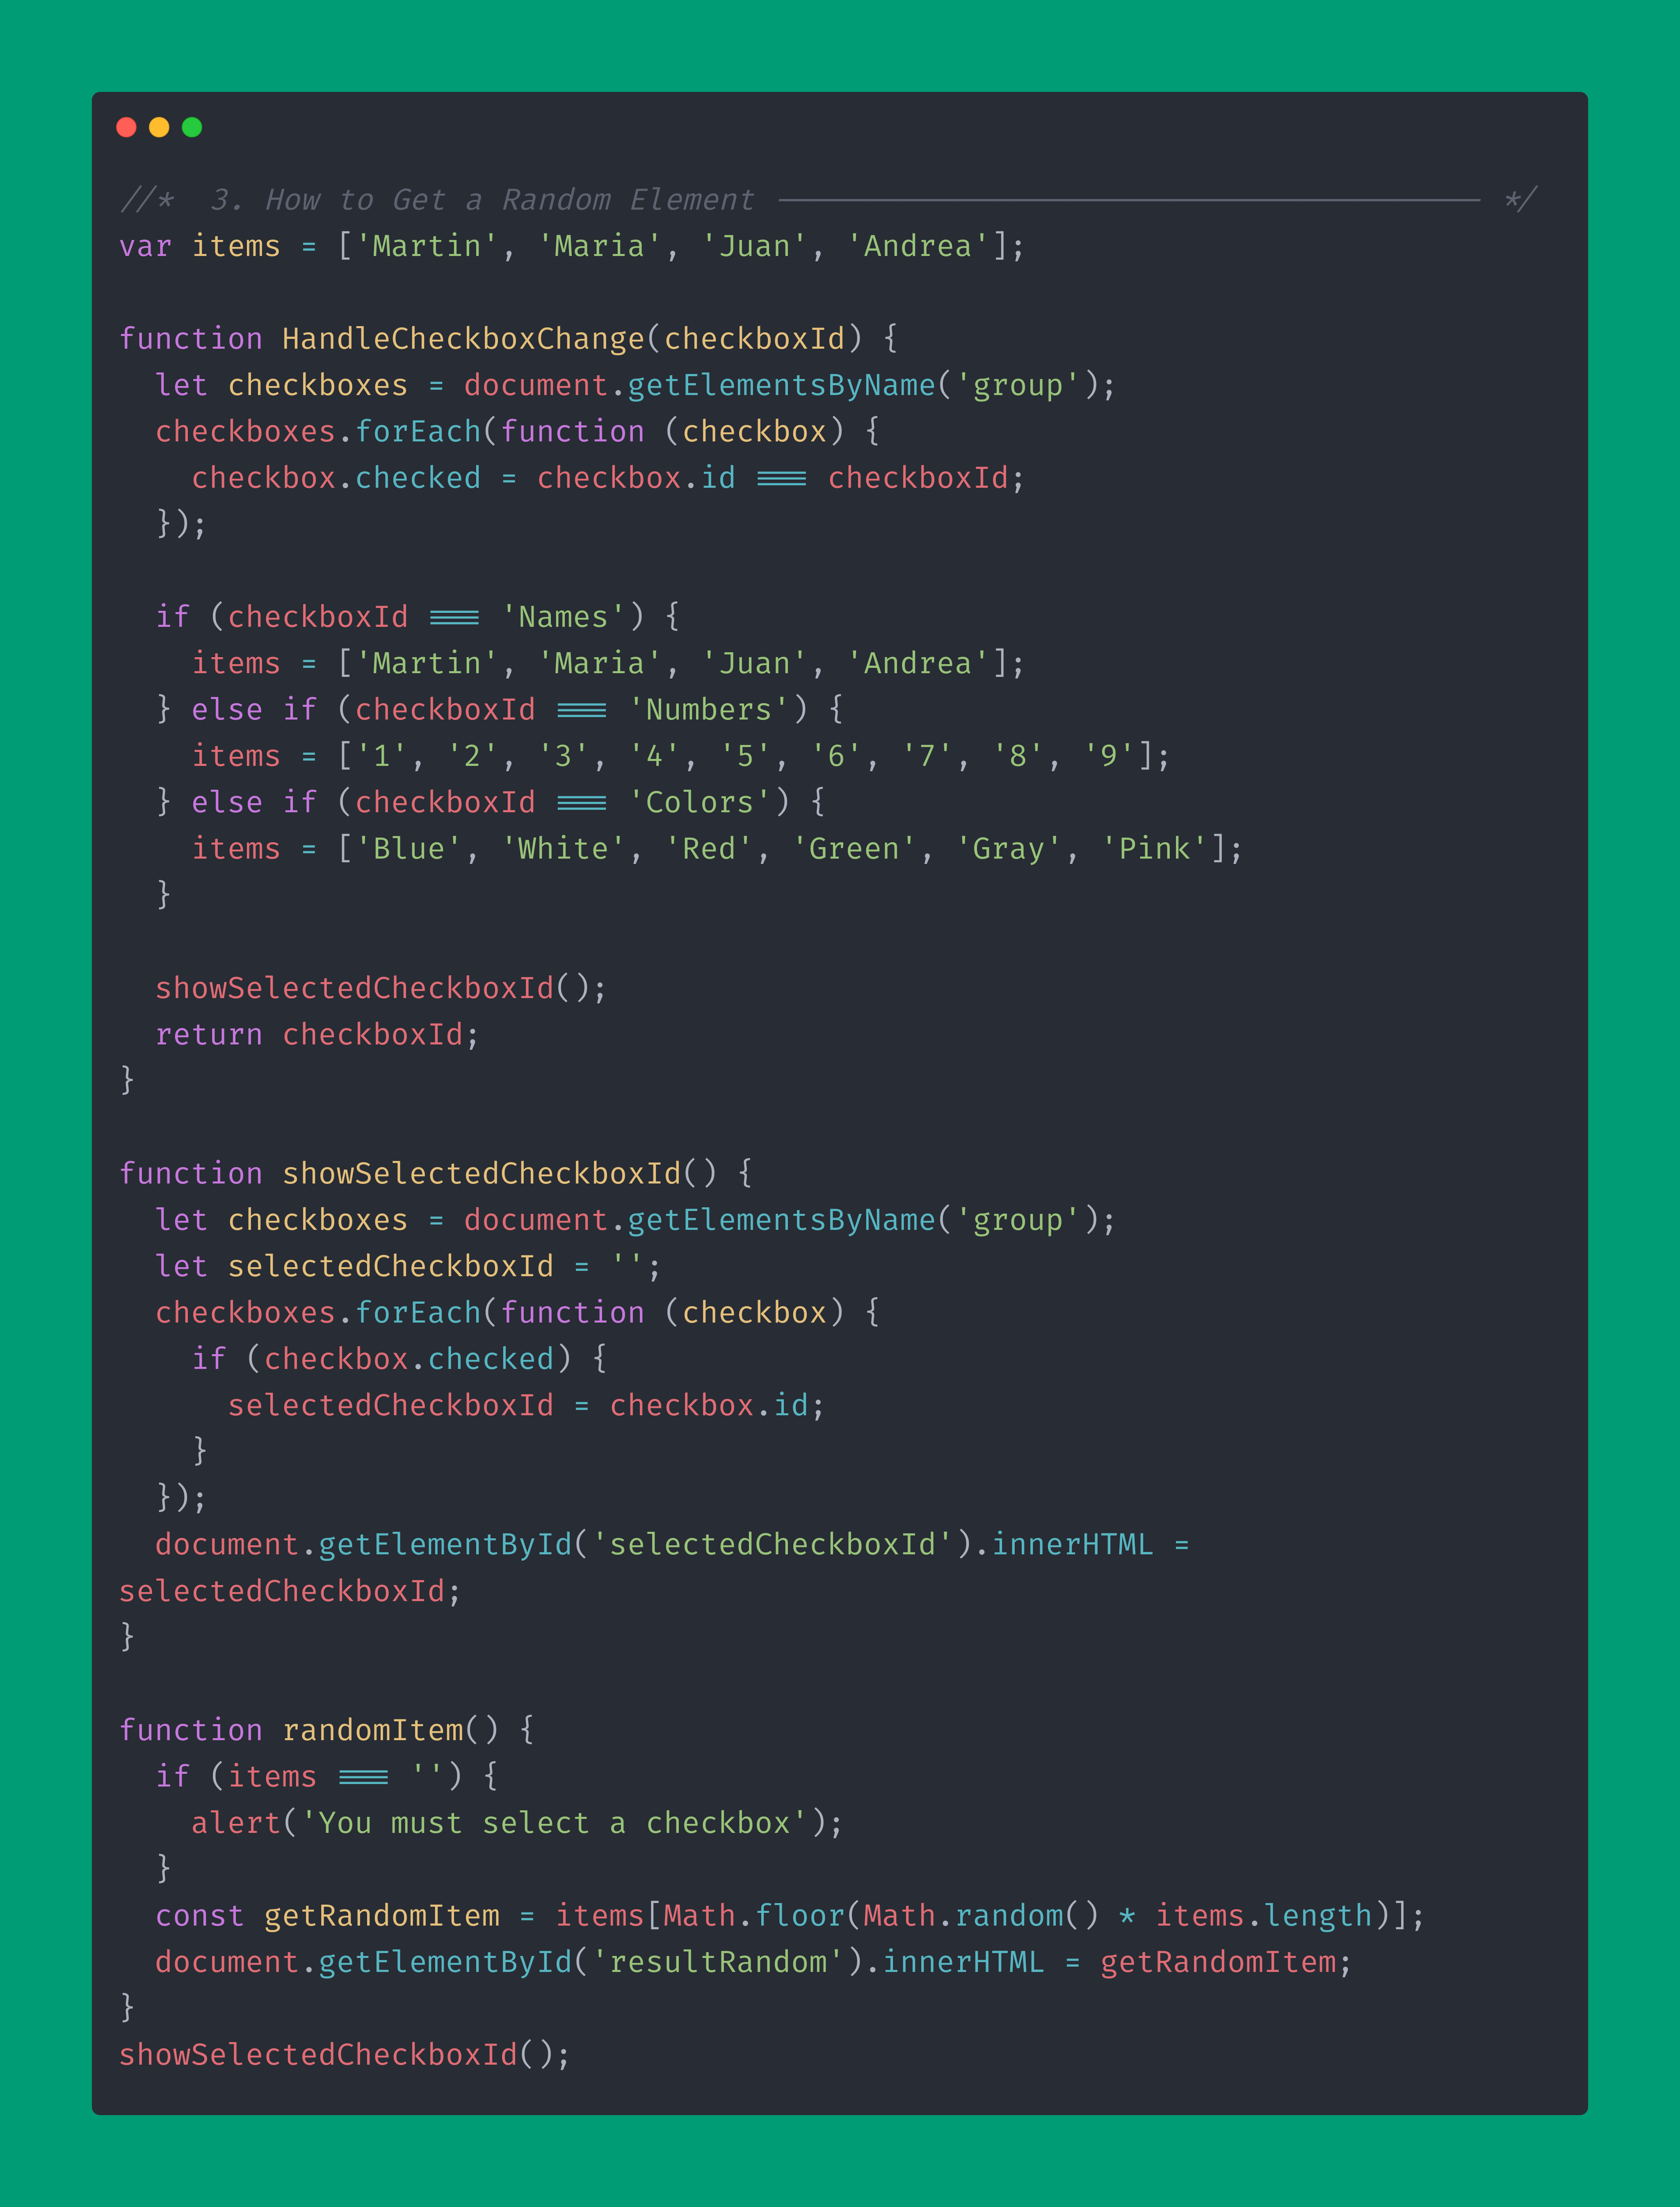 //*  3. How to Get a Random Element --------------------------------------- */
var items = ['Martin', 'Maria', 'Juan', 'Andrea'];
function HandleCheckboxChange(checkboxId) {
  let checkboxes = document.getElementsByName('group');
  checkboxes.forEach(function (checkbox) {
    checkbox.checked = checkbox.id === checkboxId;
  });
  if (checkboxId === 'Names') {
    items = ['Martin', 'Maria', 'Juan', 'Andrea'];
  } else if (checkboxId === 'Numbers') {
    items = ['1', '2', '3', '4', '5', '6', '7', '8', '9'];
  } else if (checkboxId === 'Colors') {
    items = ['Blue', 'White', 'Red', 'Green', 'Gray', 'Pink'];
  }
  showSelectedCheckboxId();
  return checkboxId;
}
function showSelectedCheckboxId() {
  let checkboxes = document.getElementsByName('group');
  let selectedCheckboxId = '';
  checkboxes.forEach(function (checkbox) {
    if (checkbox.checked) {
      selectedCheckboxId = checkbox.id;
    }
  });
  document.getElementById('selectedCheckboxId').innerHTML =
selectedCheckboxId;
}
function randomItem() {
  if (items === '') {
    alert('You must select a checkbox');
  }
  const getRandomItem = items[Math.floor(Math.random() * items.length)];
  document.getElementById('resultRandom').innerHTML = getRandomItem;
}
showSelectedCheckboxId();